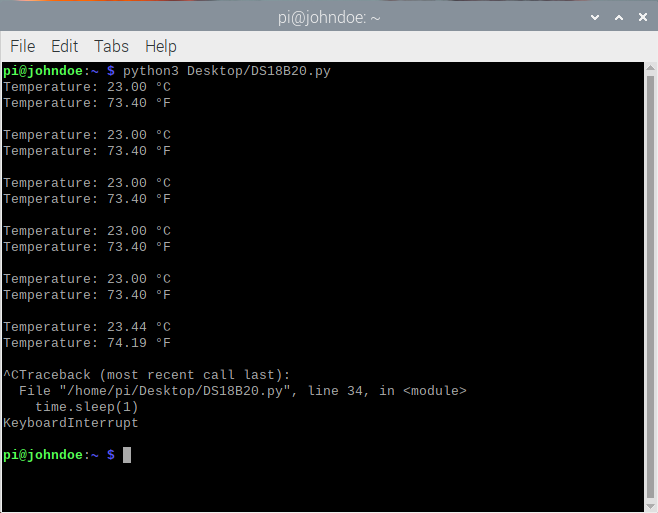 pi@johndoe: ~
File Edit Tabs Help
pi@johndoe:~ $ python3 Desktop/DS18B20.py
Temperature: 23.00 °C
Temperature: 73.40 °F
Temperature: 23.00 °C
Temperature: 73.40 °F
Temperature: 23.00 °C
Temperature: 73.40 °F
Temperature: 23.00 °C
Temperature: 73.40 °F
Temperature: 23.00 °C
Temperature: 73.40 °F
Temperature: 23.44 °C
Temperature: 74.19 °F
^CTraceback (most recent call last):
  File "/home/pi/Desktop/DS18B20.py", line 34, in <module>
    time.sleep(1)
KeyboardInterrupt
pi@johndoe:~ $